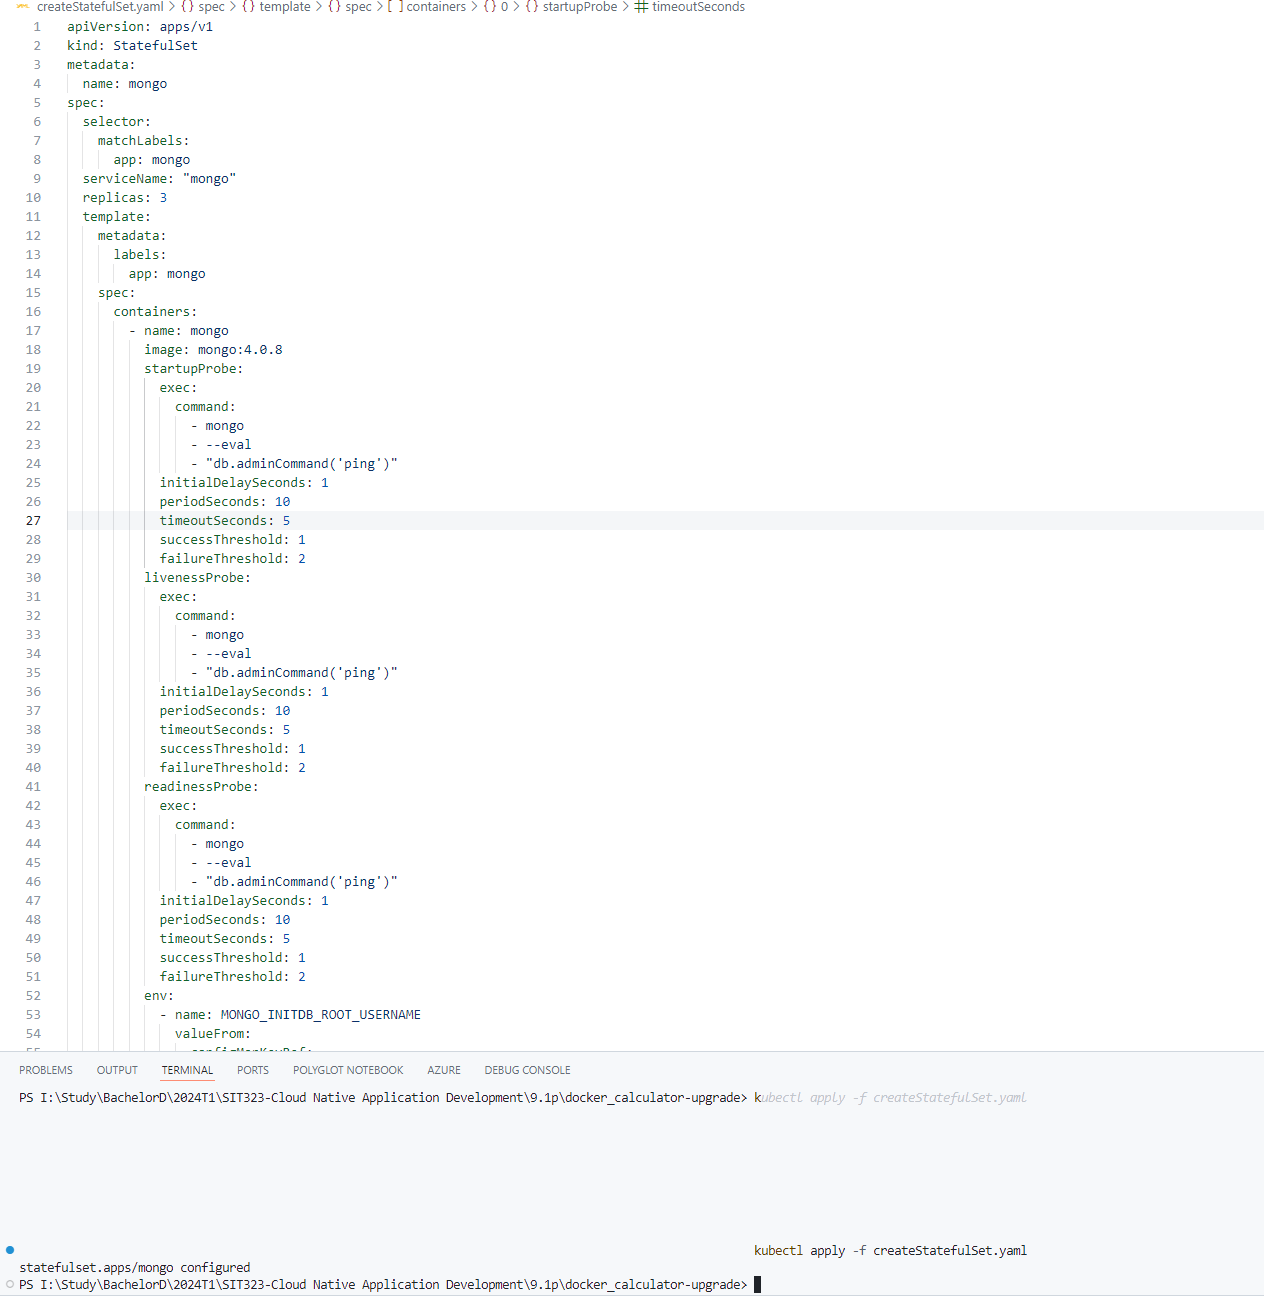 createStatefulSet.yaml > {} spec > {} template > {} spec > [ ] containers > {} 0 > {} startupProbe > # timeoutSeconds
1 apiVersion: apps/v1
2 kind: StatefulSet
3 metadata:
4 name: mongo
5 spec:
6 selector:
7 matchLabels:
8 app: mongo
9 serviceName: "mongo"
10 replicas: 3
11 template:
12 metadata:
13 labels:
14 app: mongo
15 spec:
16 containers:
17 - name: mongo
18 image: mongo:4.0.8
19 startupProbe:
20 exec:
21 command:
22 - mongo
23 - --eval
24 - "db.adminCommand('ping')"
25 initialDelaySeconds: 1
26 periodSeconds: 10
27 timeoutSeconds: 5
28 successThreshold: 1
29 failureThreshold: 2
30 livenessProbe:
31 exec:
32 command:
33 - mongo
34 - --eval
35 - "db.adminCommand('ping')"
36 initialDelaySeconds: 1
37 periodSeconds: 10
38 timeoutSeconds: 5
39 successThreshold: 1
40 failureThreshold: 2
41 readinessProbe:
42 exec:
43 command:
44 - mongo
45 - --eval
46 - "db.adminCommand('ping')"
47 initialDelaySeconds: 1
48 periodSeconds: 10
49 timeoutSeconds: 5
50 successThreshold: 1
51 failureThreshold: 2
52 env:
53 - name: MONGO_INITDB_ROOT_USERNAME
54 valueFrom:
PROBLEMS OUTPUT TERMINAL PORTS POLYGLOT NOTEBOOK AZURE DEBUG CONSOLE
PS I:\Study\BachelorD\2024T1\SIT323-Cloud Native Application Development\9.1p\docker_calculator-upgrade> kubectl apply -f createStatefulSet.yaml
kubectl apply -f createStatefulSet.yaml
statefulset.apps/mongo configured
PS I:\Study\BachelorD\2024T1\SIT323-Cloud Native Application Development\9.1p\docker_calculator-upgrade>